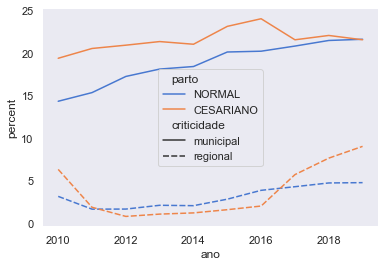 25
20
15
10
5
0
percent
parto
NORMAL
CESARIANO
criticidade
municipal
regional
2010
2012
2014
2016
2018
ano